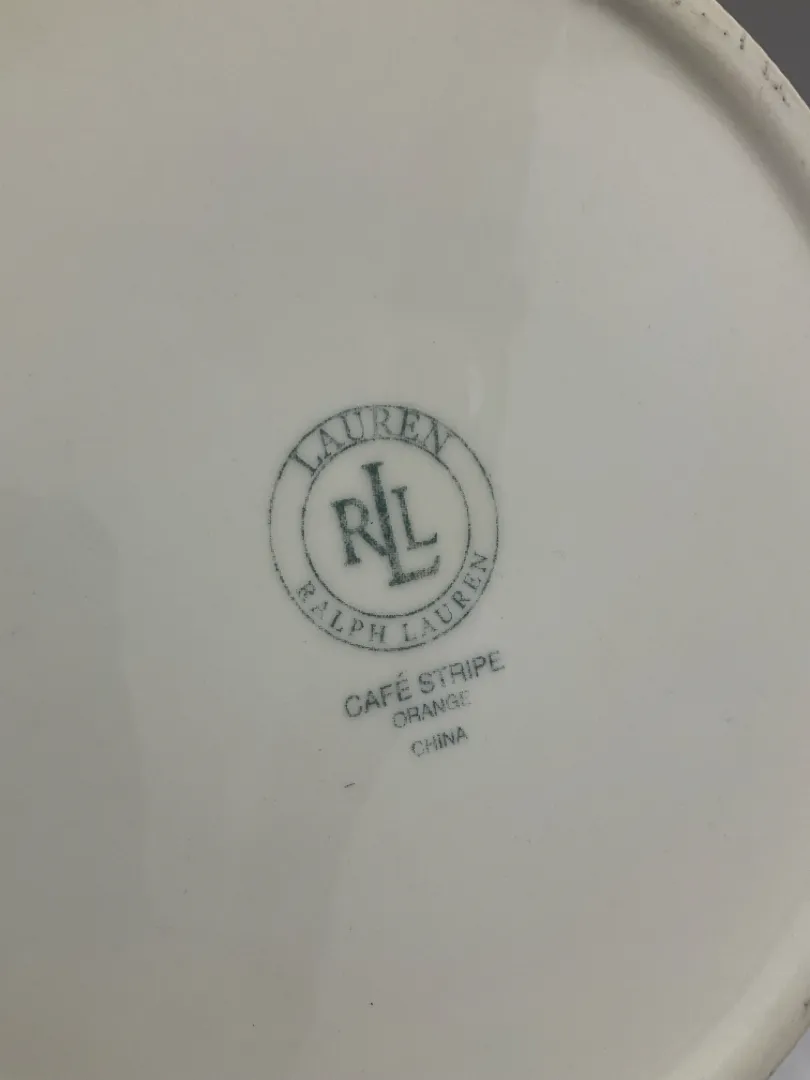 LAUREN
RLL
RALPH LAUREN
CAFÉ STRIPE
ORANGE
CHINA